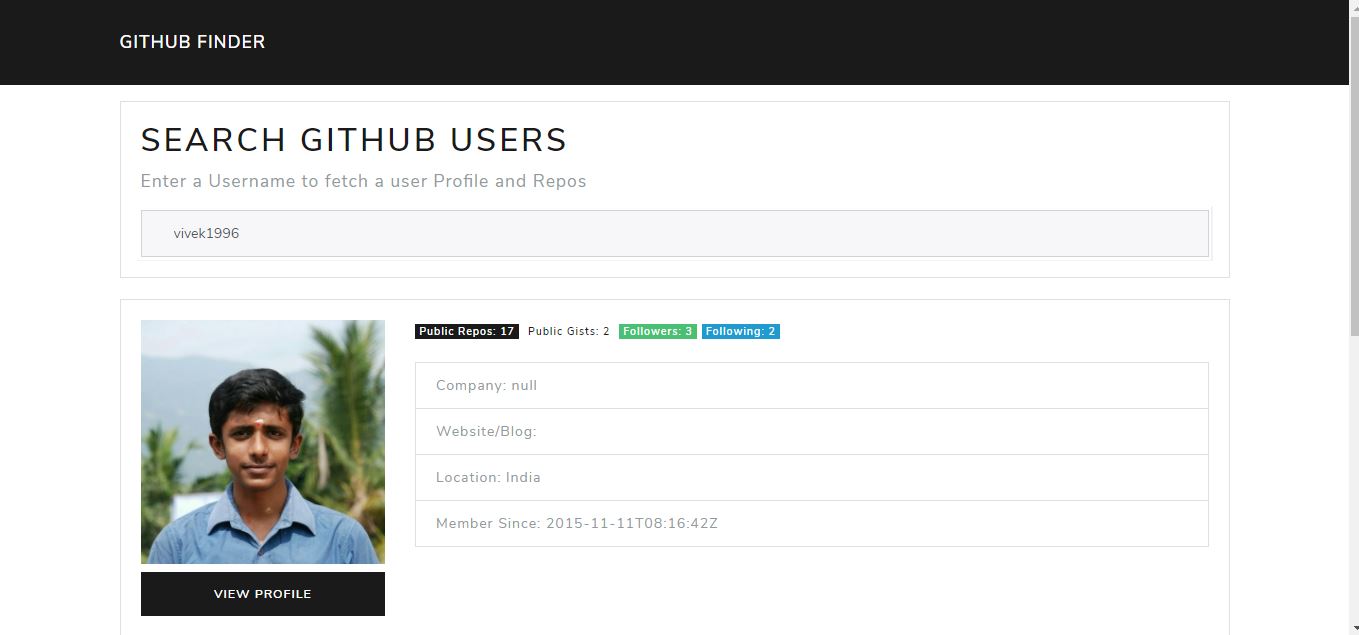 GITHUB FINDER
SEARCH GITHUB USERS
Enter a Username to fetch a user Profile and Repos
vivek1996
Public Repos: 17 Public Gists: 2 Followers: 3 Following: 2
Company: null
Website/Blog:
Location: India
Member Since: 2015-11-11T08:16:42Z
VIEW PROFILE